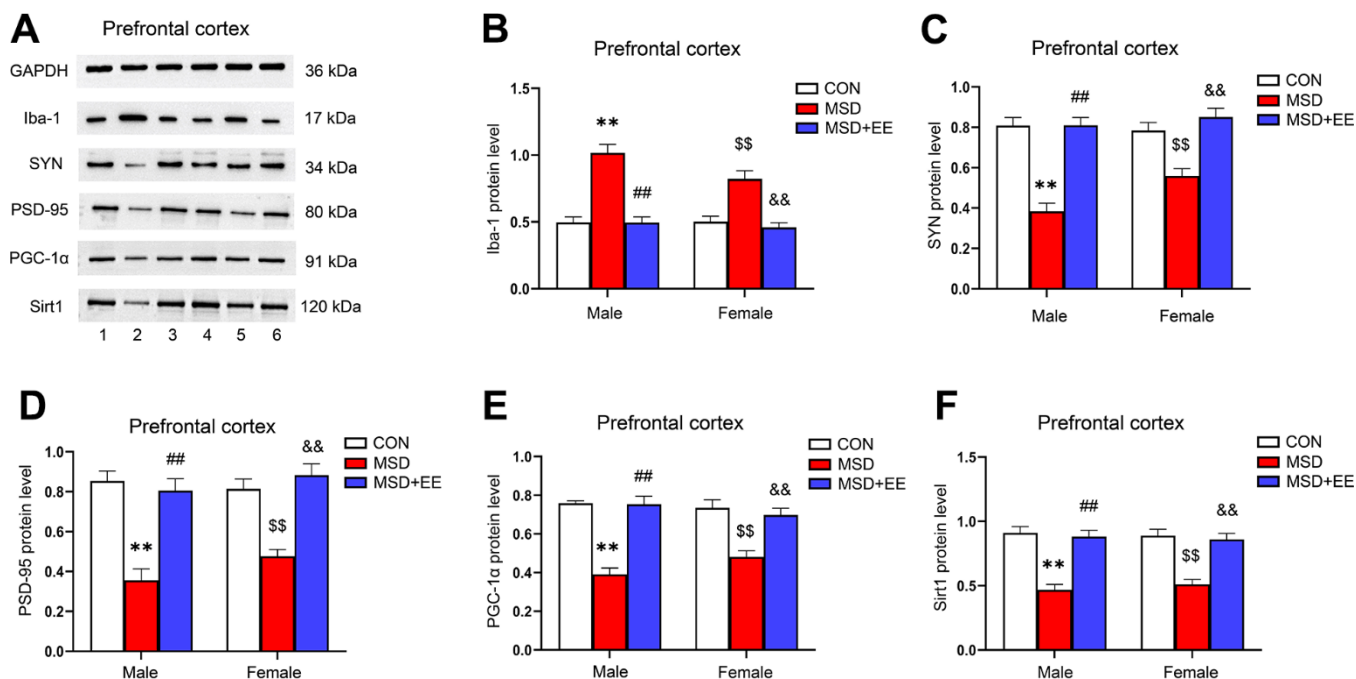 A
Prefrontal cortex
GAPDH 36 kDa
Iba-1 17 kDa
SYN 34 kDa
PSD-95 80 kDa
PGC-1α 91 kDa
Sirt1 120 kDa
1 2 3 4 5 6
B
Prefrontal cortex
Iba-1 protein level
1.5
1.0
0.5
0.0
** ## $$ &&
Male Female
CON
MSD
MSD+EE
C
Prefrontal cortex
SYN protein level
1.0
0.8
0.6
0.4
0.2
0.0
** ## $$ &&
Male Female
CON
MSD
MSD+EE
D
Prefrontal cortex
PSD-95 protein level
1.0
0.8
0.6
0.4
0.2
0.0
** ## $$ &&
Male Female
CON
MSD
MSD+EE
E
Prefrontal cortex
PGC-1α protein level
1.0
0.8
0.6
0.4
0.2
0.0
** ## $$ &&
Male Female
CON
MSD
MSD+EE
F
Prefrontal cortex
Sirt1 protein level
1.5
1.0
0.5
0.0
** ## $$ &&
Male Female
CON
MSD
MSD+EE